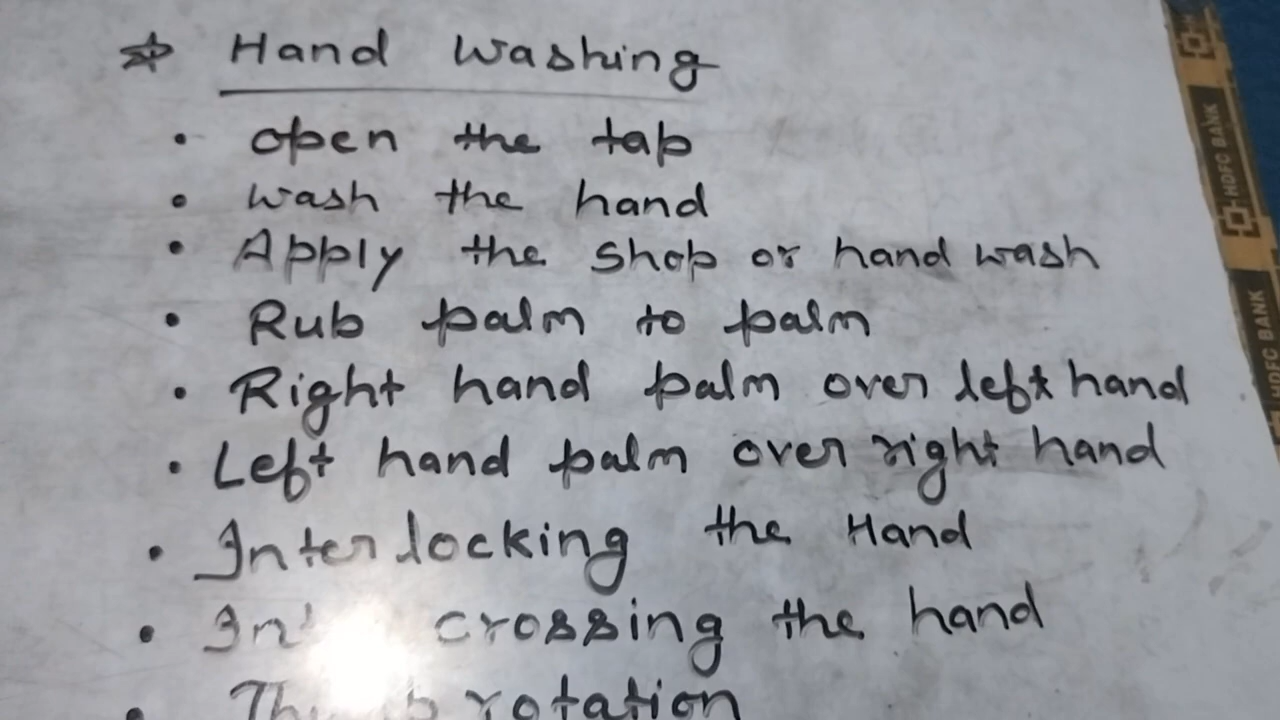 ☆ Hand Washing
• open the tap
• wash the hand
• Apply the shop or hand wash
• Rub palm to palm
• Right hand palm over left hand
• Left hand palm over right hand
• Interlocking the Hand
• crossing the hand
• rotation
HDFC BANK
HDFC BANK